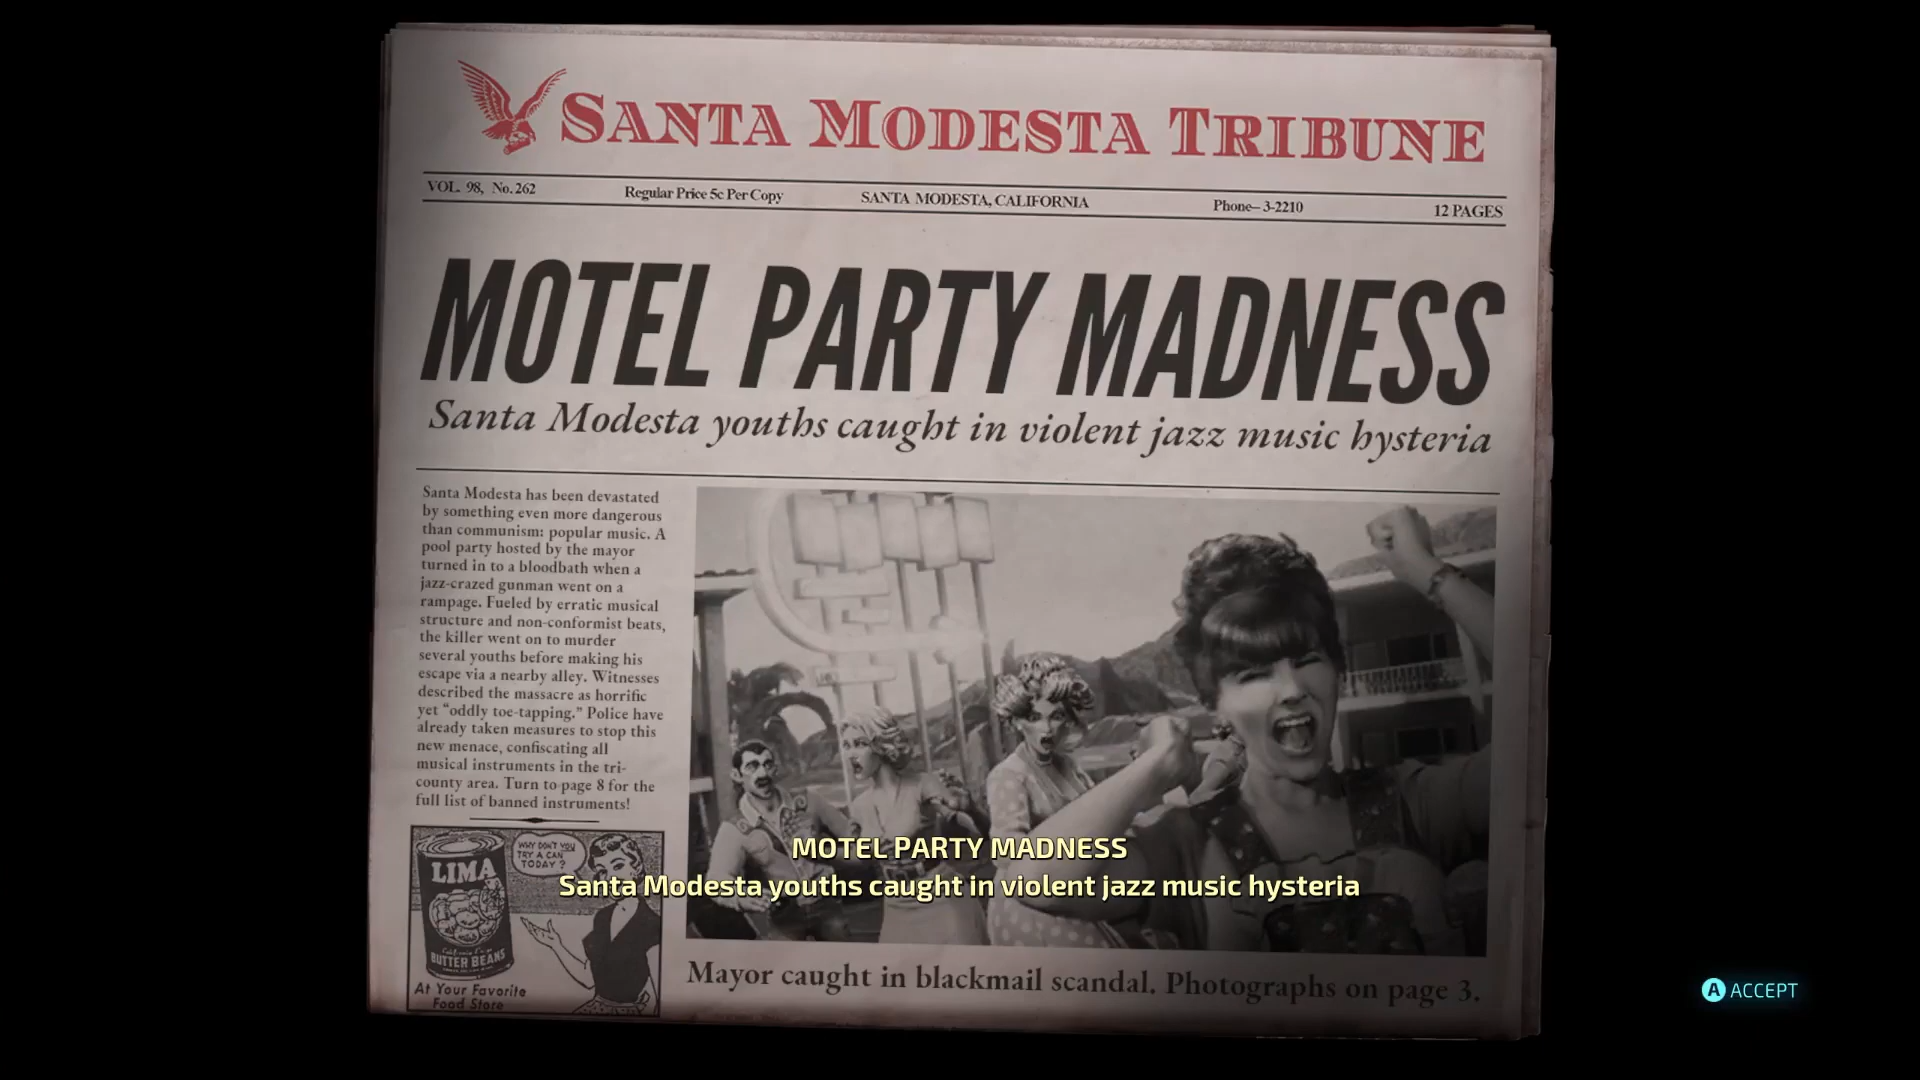 SANTA MODESTA TRIBUNE
VOL. 98, No. 262 Regular Price 5c Per Copy SANTA MODESTA, CALIFORNIA Phone– 3-2210 12 PAGES
MOTEL PARTY MADNESS
Santa Modesta youths caught in violent jazz music hysteria
Santa Modesta has been devastated
by something even more dangerous
than communism: popular music. A
pool party hosted by the mayor
turned in to a bloodbath when a
jazz-crazed gunman went on a
rampage. Fueled by erratic musical
structure and non-conformist beats,
the killer went on to murder
several youths before making his
escape via a nearby alley. Witnesses
described the massacre as horrific
yet “oddly toe-tapping.” Police have
already taken measures to stop this
new menace, confiscating all
musical instruments in the tri-
county area. Turn to page 8 for the
full list of banned instruments!
WHY DON'T YOU
TRY A CAN
TODAY?
LIMA
BUTTER BEANS
At Your Favorite
Food Store
MOTEL PARTY MADNESS
Santa Modesta youths caught in violent jazz music hysteria
Mayor caught in blackmail scandal. Photographs on page 3.
A ACCEPT